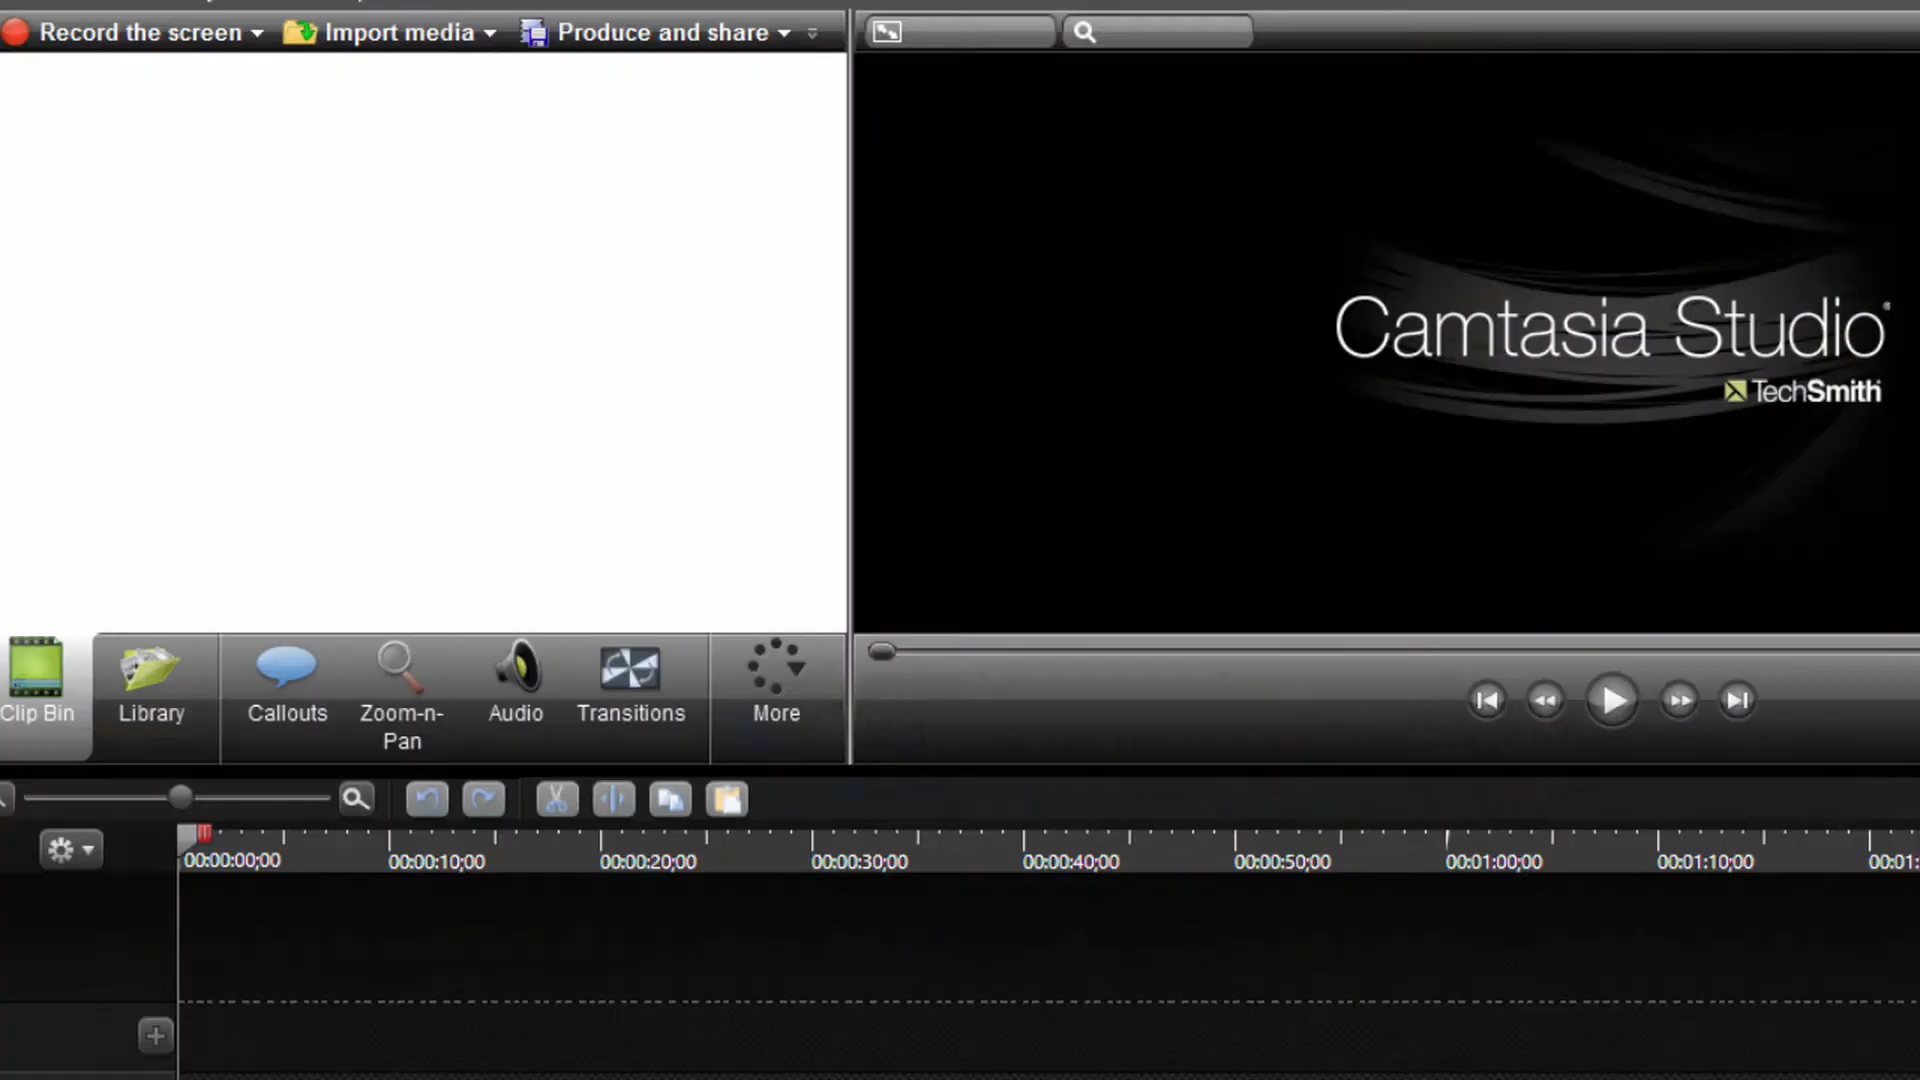 Record the screen
Import media
Produce and share
Camtasia Studio
TechSmith
Clip Bin
Library
Callouts
Zoom-n-
Pan
Audio
Transitions
More
00:00:00;00
00:00:10;00
00:00:20;00
00:00:30;00
00:00:40;00
00:00:50;00
00:01:00;00
00:01:10;00
00:01: